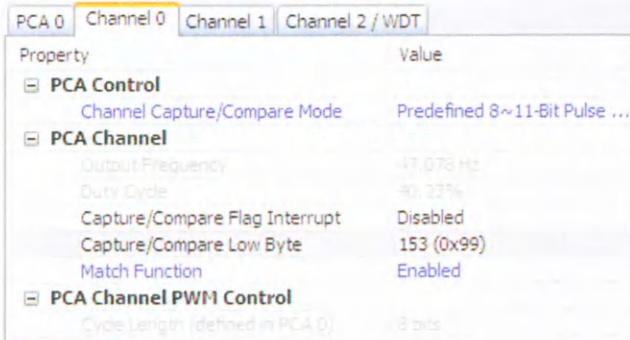 PCA 0 Channel 0 Channel 1 Channel 2 / WDT
Property Value
PCA Control
Channel Capture/Compare Mode Predefined 8~11-Bit Pulse ...
PCA Channel
Output Frequency 47,078 Hz
Duty Cycle 40.23%
Capture/Compare Flag Interrupt Disabled
Capture/Compare Low Byte 153 (0x99)
Match Function Enabled
PCA Channel PWM Control
Cycle Length (defined in PCA 0) 8 bits